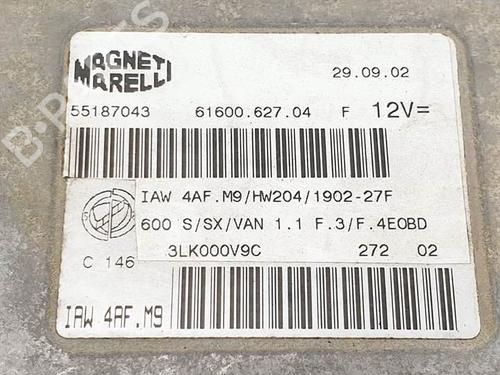 MAGNETI
MARELLI
29.09.02
55187043 61600.627.04 F 12V=
IAW 4AF.M9/HW204/1902-27F
600 S/SX/VAN 1.1 F.3/F.4EOBD
3LK000V9C 272 02
C 146
IAW 4AF.M9